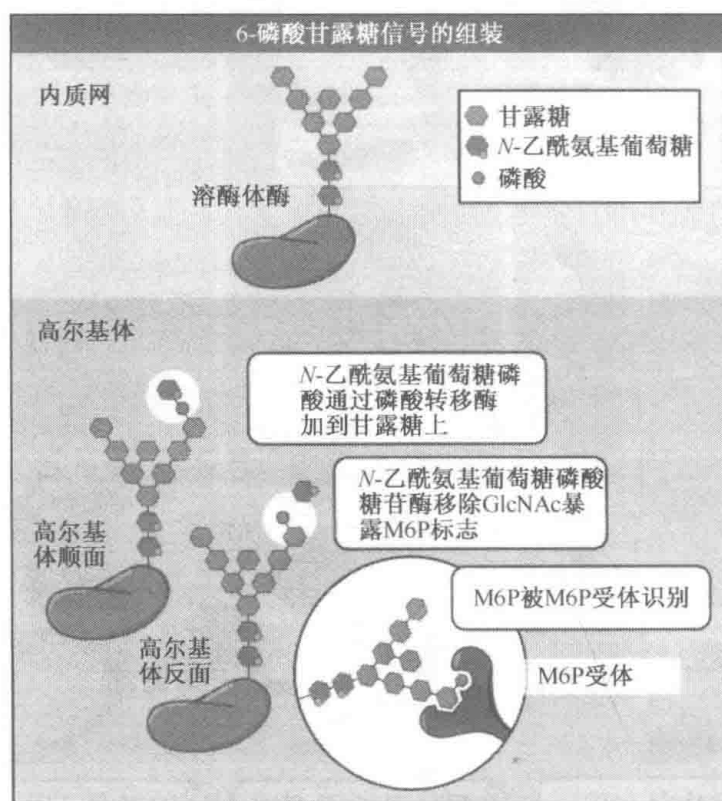 6-磷酸甘露糖信号的组装
内质网
甘露糖
N-乙酰氨基葡萄糖
磷酸
溶酶体酶
高尔基体
N-乙酰氨基葡萄糖磷
酸通过磷酸转移酶
加到甘露糖上
N-乙酰氨基葡萄糖磷酸
糖苷酶移除GlcNAc暴
露M6P标志
高尔基
体顺面
M6P被M6P受体识别
高尔基
体反面
M6P受体